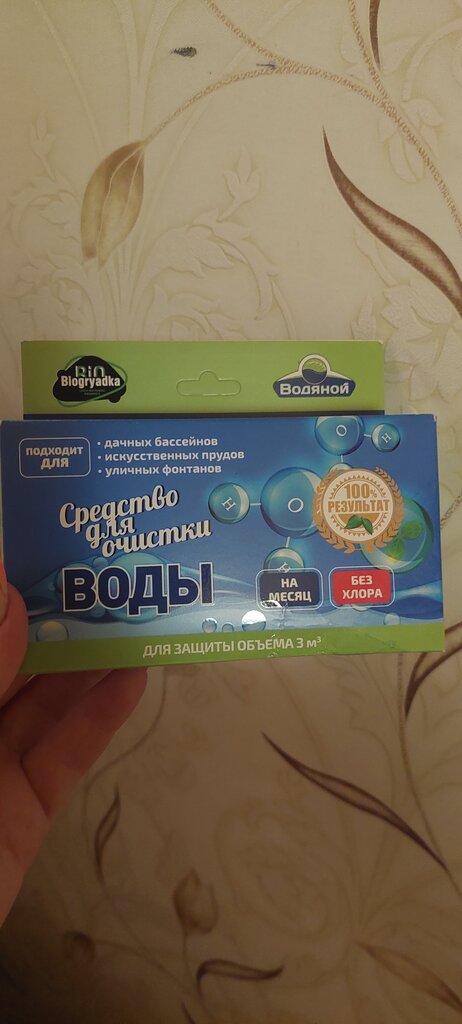 Bio
Biogryadka
Водяной
ПОДХОДИТ
ДЛЯ
• дачных бассейнов
• искусственных прудов
• уличных фонтанов
Средство
для
очистки
ВОДЫ
H
O
H
O
H
100%
РЕЗУЛЬТАТ
НА
МЕСЯЦ
БЕЗ
ХЛОРА
ДЛЯ ЗАЩИТЫ ОБЪЕМА 3 м³